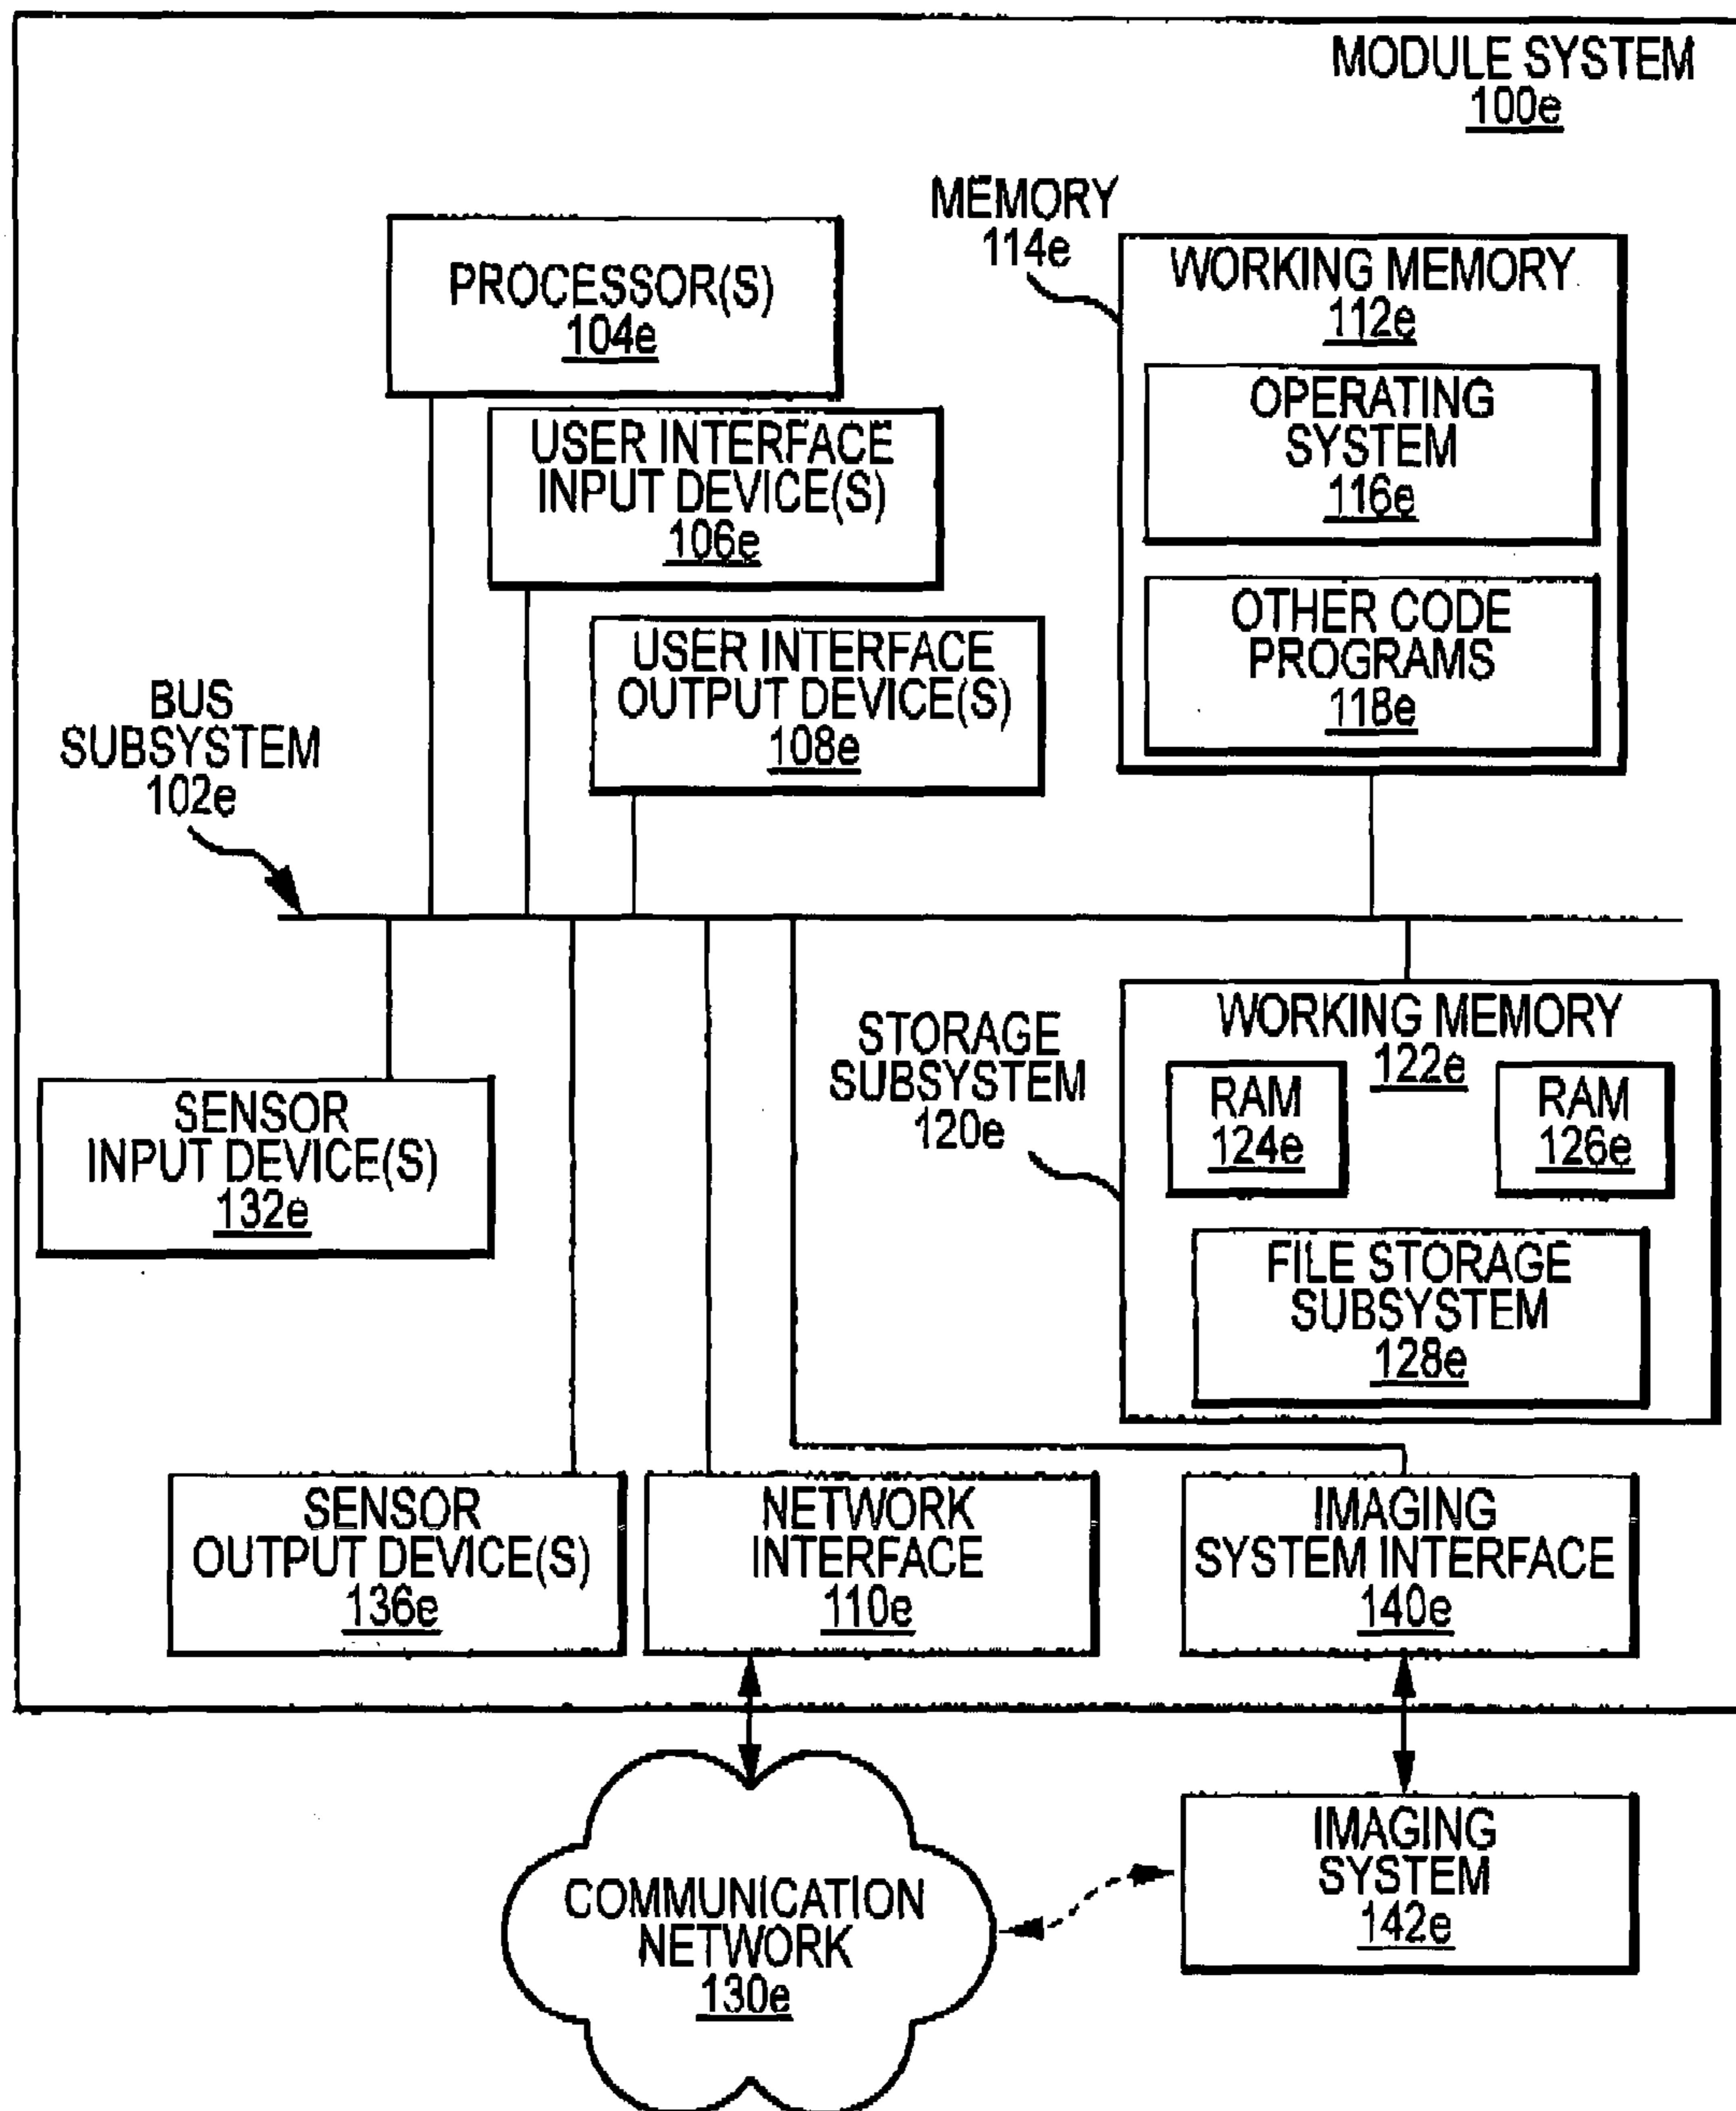 MODULE SYSTEM
100e
MEMORY
114e
PROCESSOR(S)
104e
WORKING MEMORY
112e
OPERATING
SYSTEM
116e
USER INTERFACE
INPUT DEVICE(S)
106e
OTHER CODE
PROGRAMS
118e
USER INTERFACE
OUTPUT DEVICE(S)
108e
BUS
SUBSYSTEM
102e
STORAGE
SUBSYSTEM
120e
WORKING MEMORY
122e
RAM
124e
RAM
126e
FILE STORAGE
SUBSYSTEM
128e
SENSOR
INPUT DEVICE(S)
132e
SENSOR
OUTPUT DEVICE(S)
136e
NETWORK
INTERFACE
110e
IMAGING
SYSTEM INTERFACE
140e
COMMUNICATION
NETWORK
130e
IMAGING
SYSTEM
142e